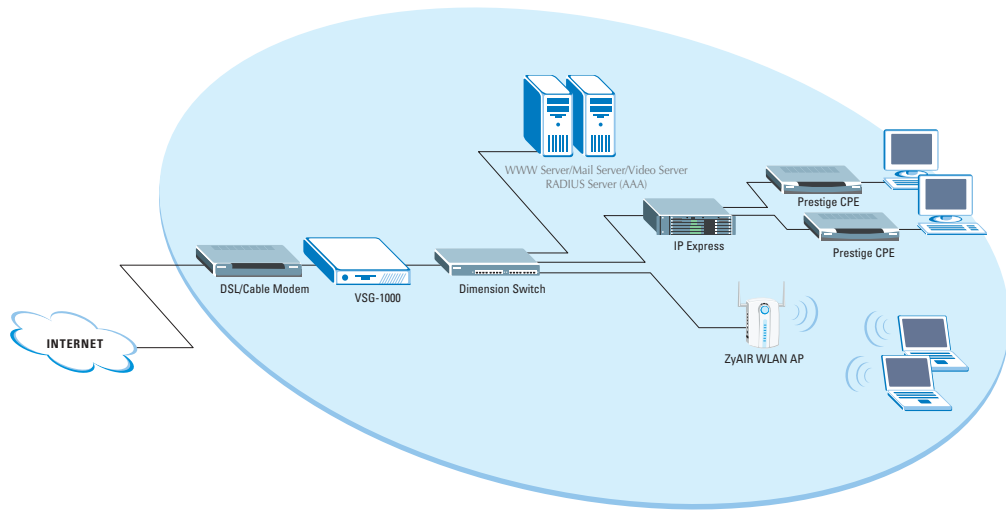 WWW Server/Mail Server/Video Server
RADIUS Server (AAA)
Prestige CPE
IP Express
Prestige CPE
DSL/Cable Modem
VSG-1000
Dimension Switch
INTERNET
ZyAIR WLAN AP